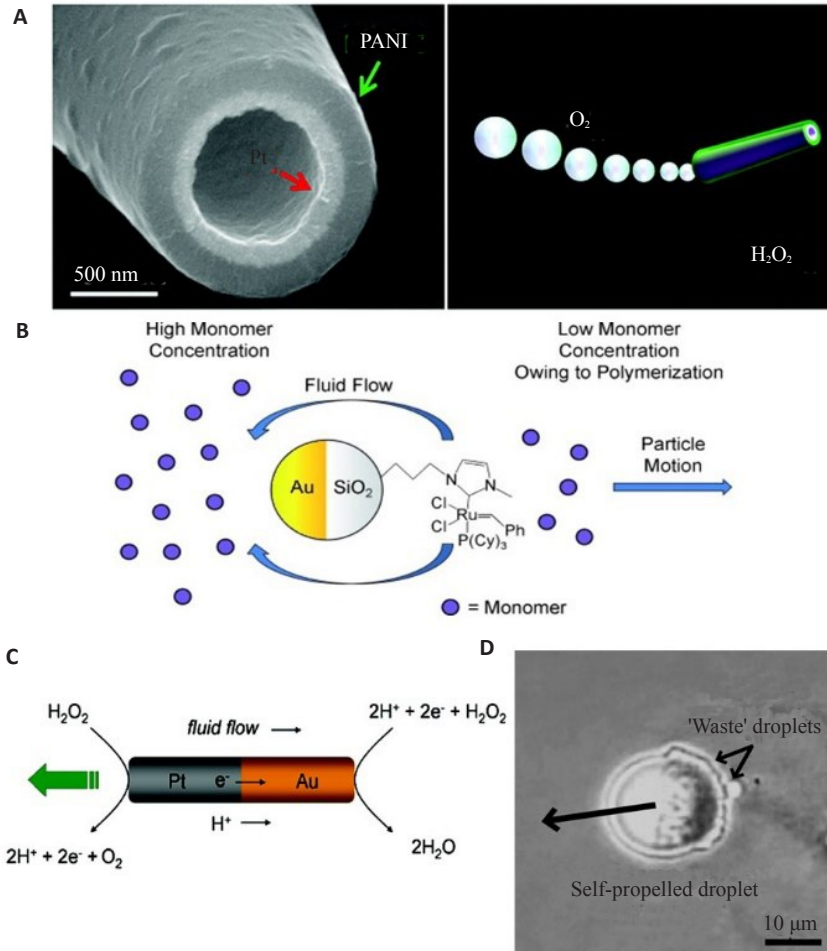 A
PANI
Pt
500 nm
O₂
H₂O₂
B
High Monomer
Concentration
Low Monomer
Concentration
Owing to Polymerization
Fluid Flow
Particle
Motion
Au
SiO₂
N
N
Cl
Cl
Ru
Ph
P(Cy)₃
= Monomer
C
H₂O₂
fluid flow
2H⁺ + 2e⁻ + H₂O₂
Pt
e⁻
Au
H⁺
2H⁺ + 2e⁻ + O₂
2H₂O
D
'Waste' droplets
Self-propelled droplet
10 µm